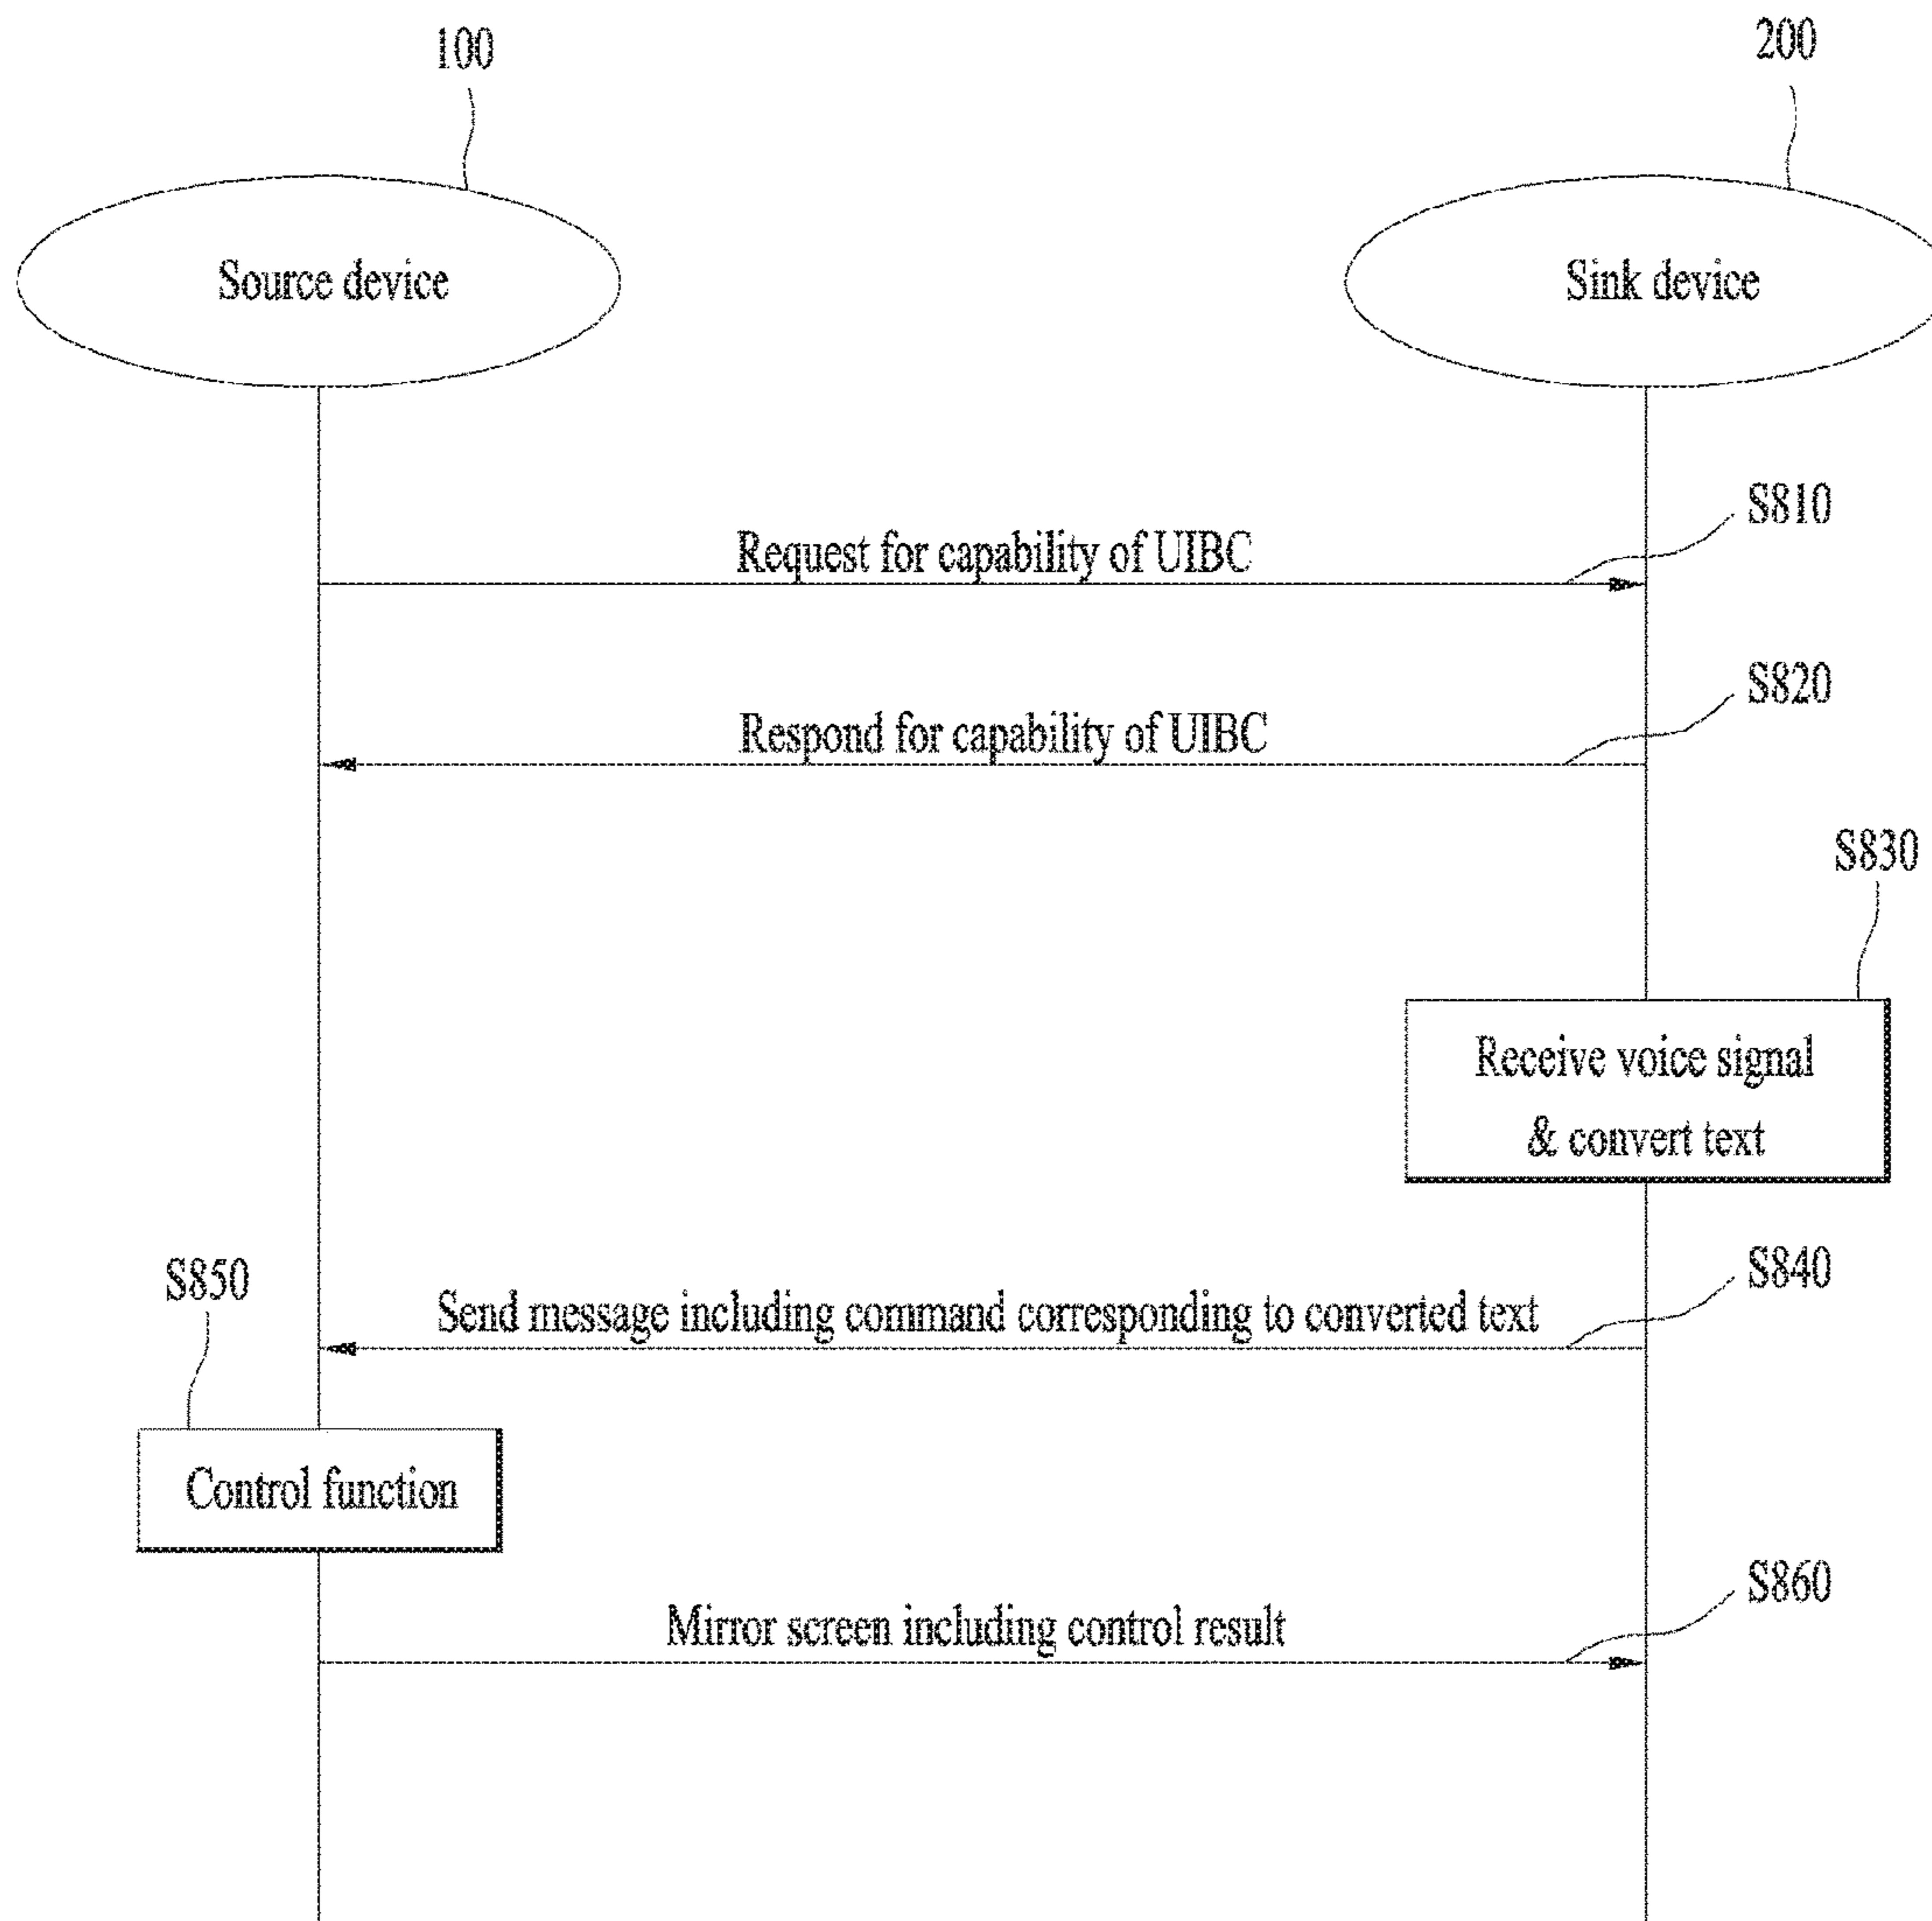 100
200
Source device
Sink device
S810
Request for capability of UIBC
S820
Respond for capability of UIBC
S830
Receive voice signal
& convert text
S840
S850
Send message including command corresponding to converted text
Control function
S860
Mirror screen including control result